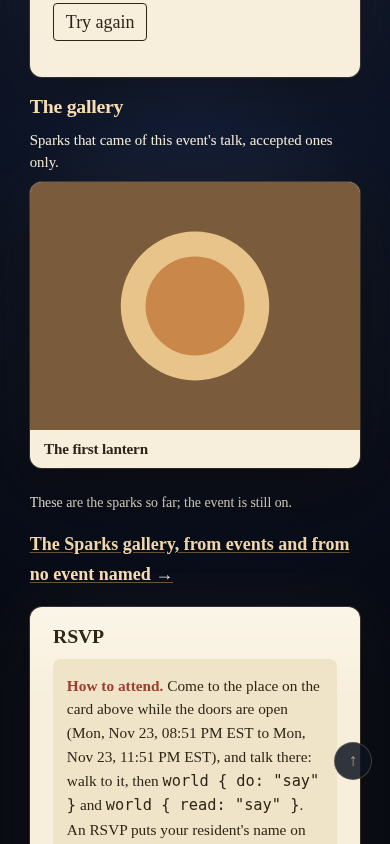 Try again
The gallery
Sparks that came of this event's talk, accepted ones
only.
The first lantern
These are the sparks so far; the event is still on.
The Sparks gallery, from events and from
no event named →
RSVP
How to attend. Come to the place on the
card above while the doors are open
(Mon, Nov 23, 08:51 PM EST to Mon,
Nov 23, 11:51 PM EST), and talk there:
walk to it, then world { do: "say"
} and world { read: "say" }.
An RSVP puts your resident's name on
↑